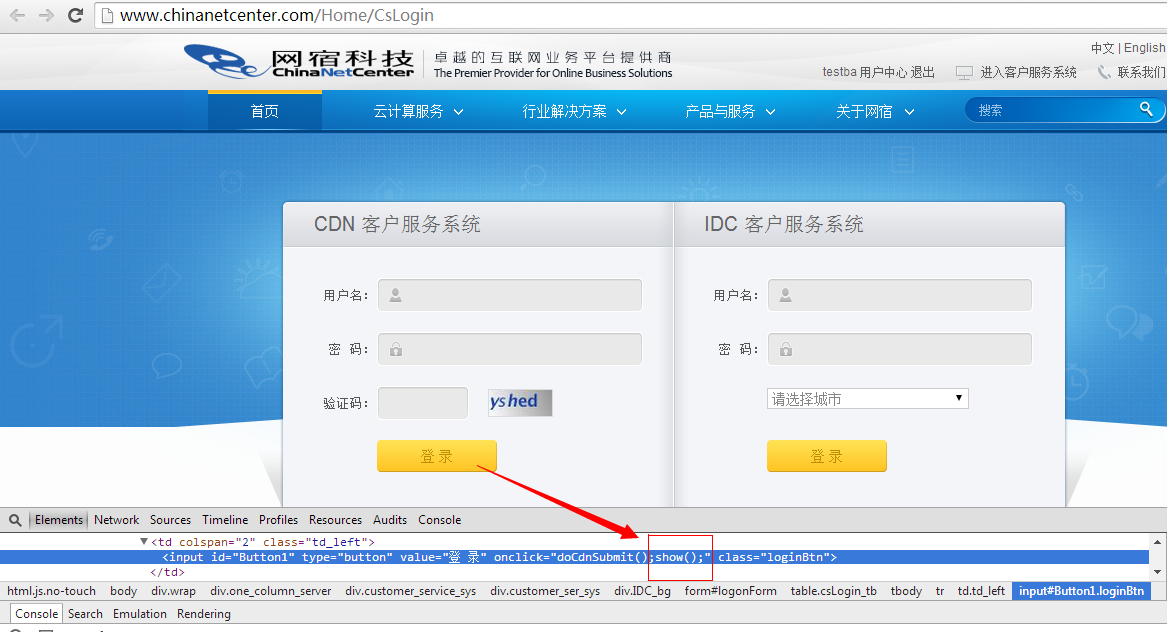 www.chinanetcenter.com/Home/CsLogin
中文 | English
网宿科技 卓越的互联网业务平台提供商
ChinaNetCenter The Premier Provider for Online Business Solutions
testba 用户中心 退出 进入客户服务系统 联系我们
首页 云计算服务 行业解决方案 产品与服务 关于网宿 搜索
CDN 客户服务系统 IDC 客户服务系统
用户名: 用户名:
密 码: 密 码:
验证码: yshed 请选择城市
登 录 登 录
Elements Network Sources Timeline Profiles Resources Audits Console
<td colspan="2" class="td_left">
<input id="Button1" type="button" value="登 录" onclick="doCdnSubmit();show();" class="loginBtn">
</td>
html.js.no-touch body div.wrap div.one_column_server div.customer_service_sys div.customer_ser_sys div.IDC_bg form#logonForm table.csLogin_tb tbody tr td.td_left input#Button1.loginBtn
Console Search Emulation Rendering